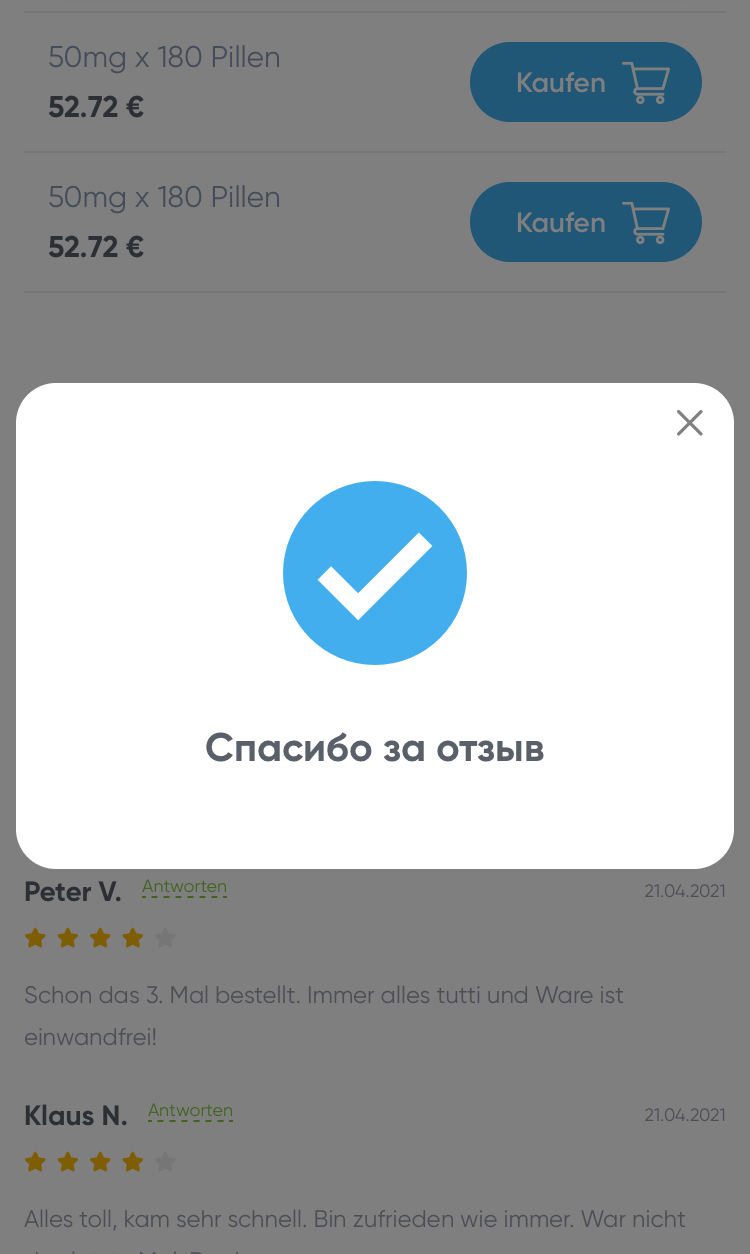 50mg x 180 Pillen
52.72 €
Kaufen
50mg x 180 Pillen
52.72 €
Kaufen
Спасибо за отзыв
Peter V. Antworten 21.04.2021
Schon das 3. Mal bestellt. Immer alles tutti und Ware ist
einwandfrei!
Klaus N. Antworten 21.04.2021
Alles toll, kam sehr schnell. Bin zufrieden wie immer. War nicht